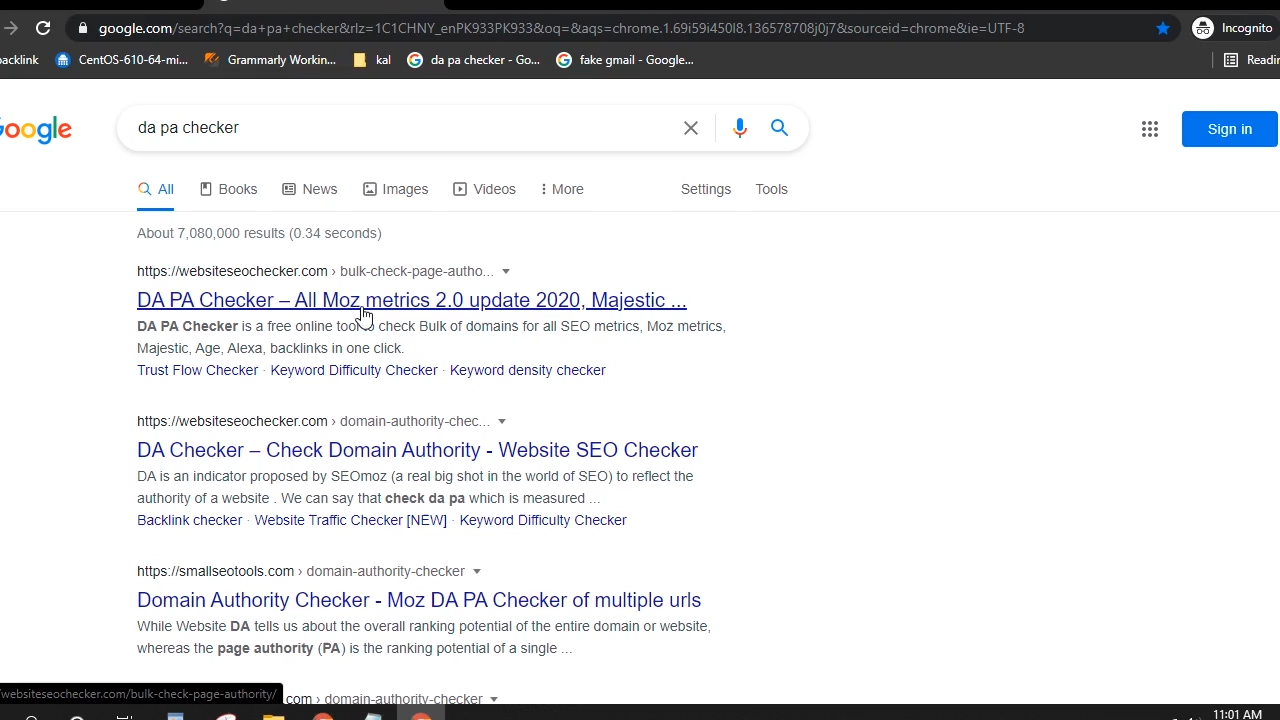 google.com/search?q=da+pa+checker&rlz=1C1CHNY_enPK933PK933&oq=&aqs=chrome.1.69i59i450l8.136578708j0j7&sourceid=chrome&ie=UTF-8
Incognito
backlink CentOS-610-64-mi... Grammarly Workin... kal da pa checker - Go... fake gmail - Google...
Google
da pa checker
Sign in
All Books News Images Videos More Settings Tools
About 7,080,000 results (0.34 seconds)
https://websiteseochecker.com › bulk-check-page-autho...
DA PA Checker – All Moz metrics 2.0 update 2020, Majestic ...
DA PA Checker is a free online tool to check Bulk of domains for all SEO metrics, Moz metrics,
Majestic, Age, Alexa, backlinks in one click.
Trust Flow Checker · Keyword Difficulty Checker · Keyword density checker
https://websiteseochecker.com › domain-authority-chec...
DA Checker – Check Domain Authority - Website SEO Checker
DA is an indicator proposed by SEOmoz (a real big shot in the world of SEO) to reflect the
authority of a website . We can say that check da pa which is measured ...
Backlink checker · Website Traffic Checker [NEW] · Keyword Difficulty Checker
https://smallseotools.com › domain-authority-checker
Domain Authority Checker - Moz DA PA Checker of multiple urls
While Website DA tells us about the overall ranking potential of the entire domain or website,
whereas the page authority (PA) is the ranking potential of a single ...
/websiteseochecker.com/bulk-check-page-authority/
com › domain-authority-checker
11:01 AM